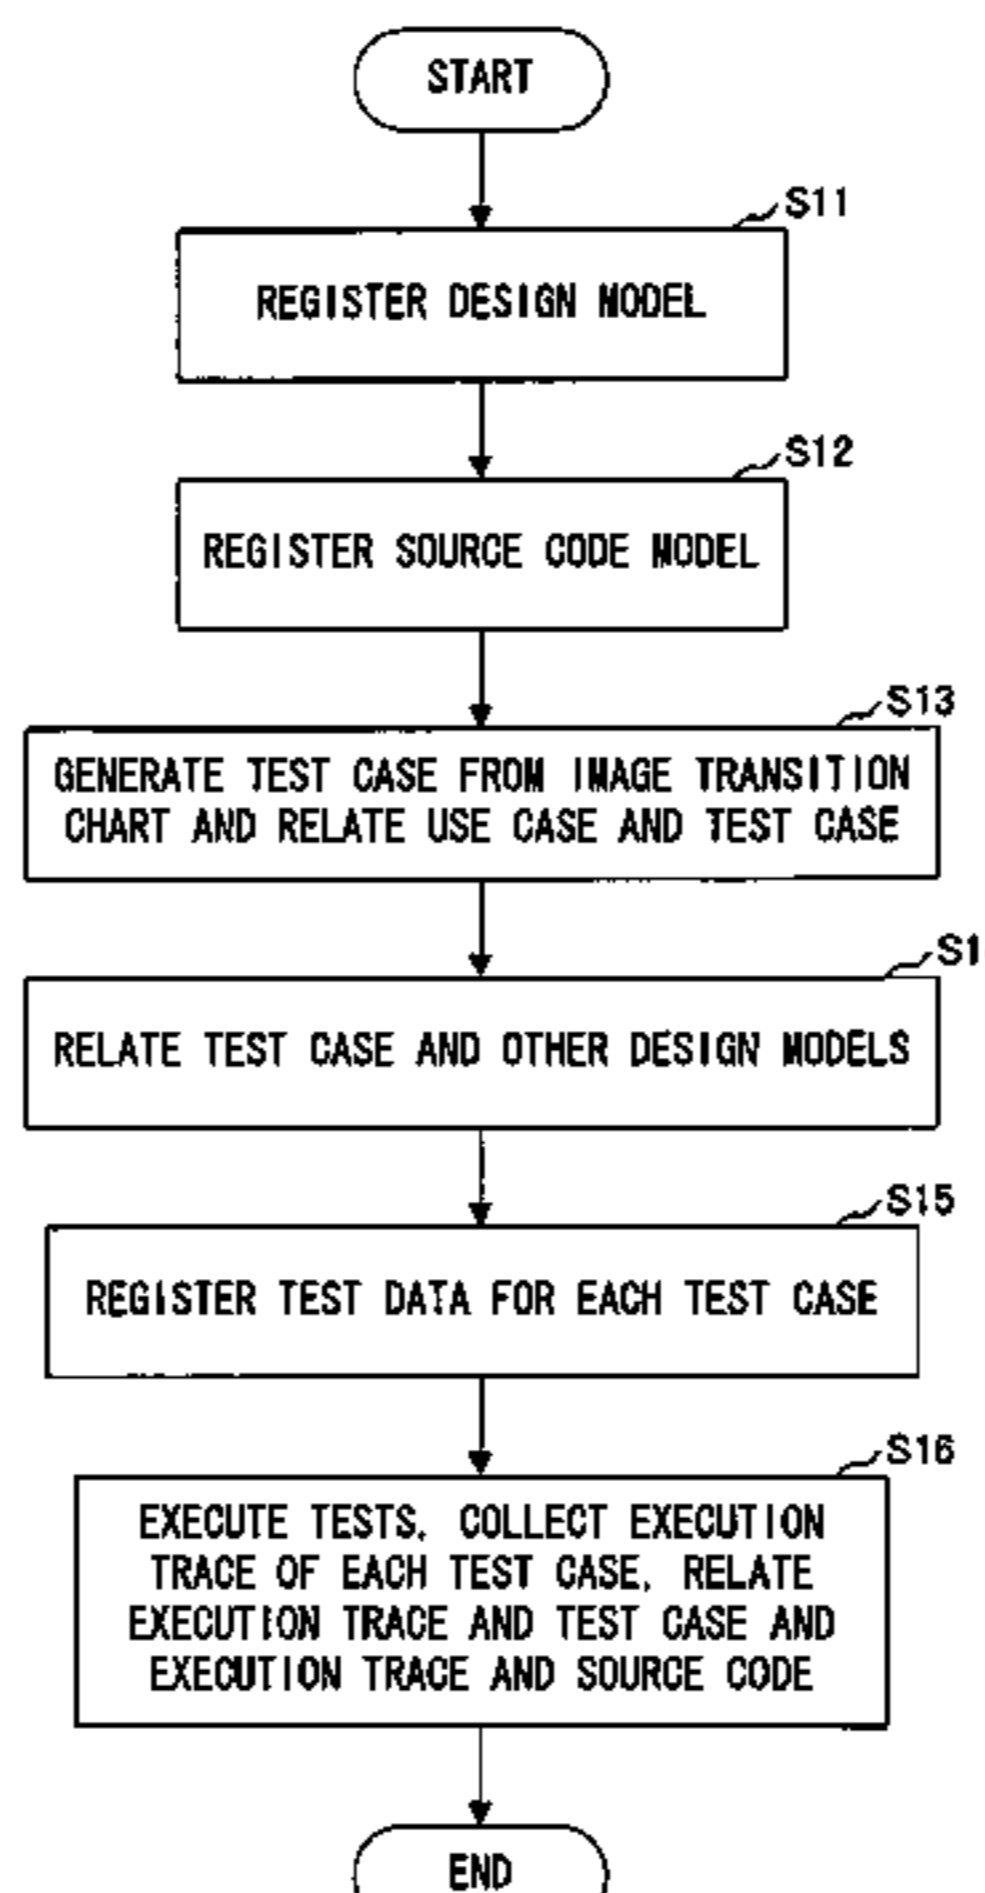 START
S11
REGISTER DESIGN MODEL
S12
REGISTER SOURCE CODE MODEL
S13
GENERATE TEST CASE FROM IMAGE TRANSITION
CHART AND RELATE USE CASE AND TEST CASE
S1
RELATE TEST CASE AND OTHER DESIGN MODELS
S15
REGISTER TEST DATA FOR EACH TEST CASE
S16
EXECUTE TESTS, COLLECT EXECUTION
TRACE OF EACH TEST CASE, RELATE
EXECUTION TRACE AND TEST CASE AND
EXECUTION TRACE AND SOURCE CODE
END